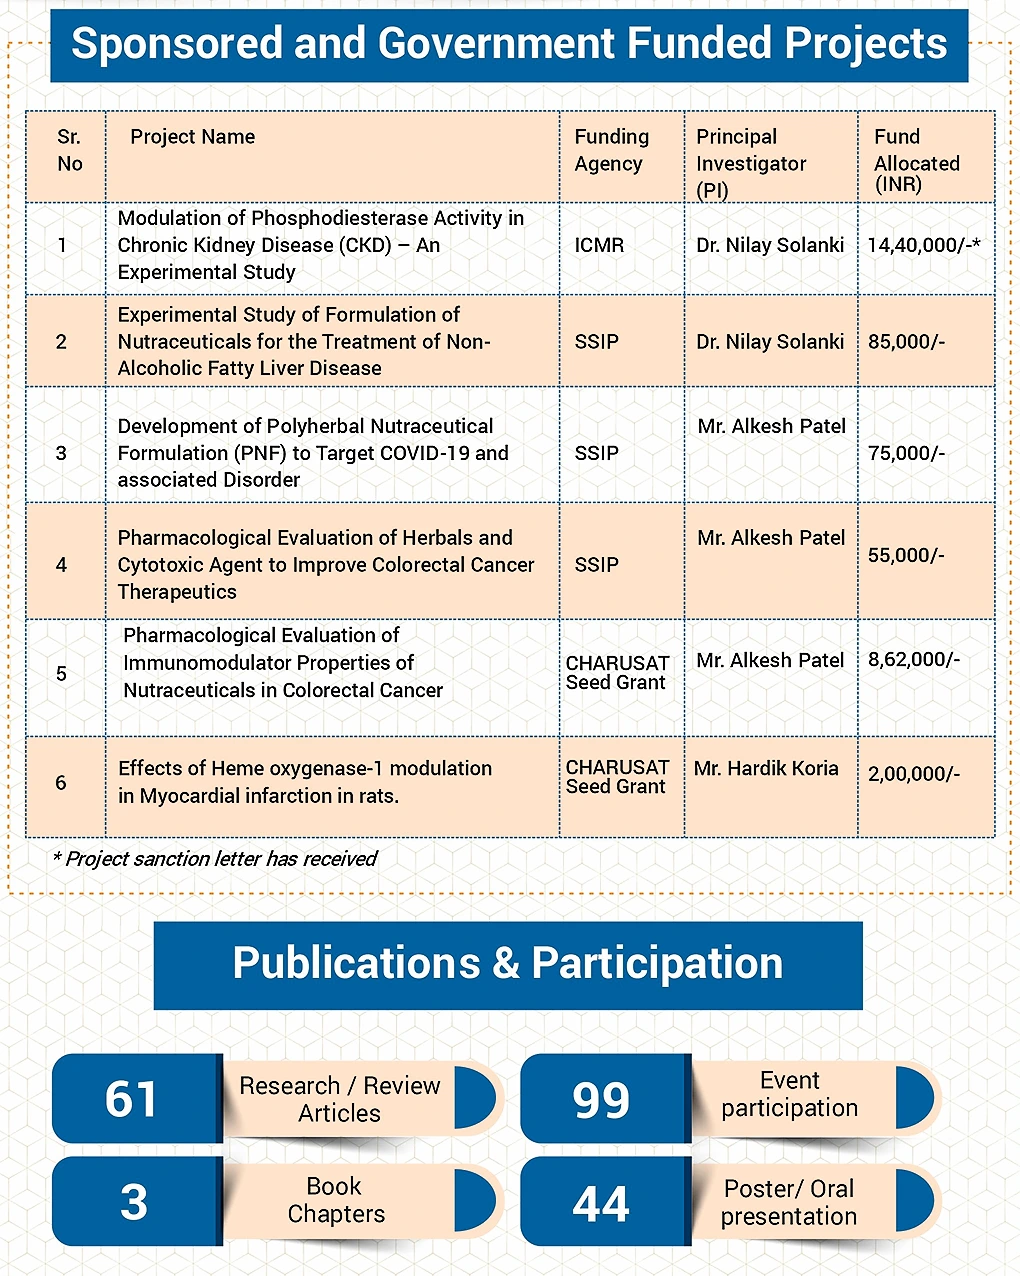 Sponsored and Government Funded Projects
Sr. No
Project Name
Funding Agency
Principal Investigator (PI)
Fund Allocated (INR)
1
Modulation of Phosphodiesterase Activity in
Chronic Kidney Disease (CKD) – An
Experimental Study
ICMR
Dr. Nilay Solanki
14,40,000/-*
2
Experimental Study of Formulation of
Nutraceuticals for the Treatment of Non-
Alcoholic Fatty Liver Disease
SSIP
Dr. Nilay Solanki
85,000/-
3
Development of Polyherbal Nutraceutical
Formulation (PNF) to Target COVID-19 and
associated Disorder
SSIP
Mr. Alkesh Patel
75,000/-
4
Pharmacological Evaluation of Herbals and
Cytotoxic Agent to Improve Colorectal Cancer
Therapeutics
SSIP
Mr. Alkesh Patel
55,000/-
5
Pharmacological Evaluation of
Immunomodulator Properties of
Nutraceuticals in Colorectal Cancer
CHARUSAT
Seed Grant
Mr. Alkesh Patel
8,62,000/-
6
Effects of Heme oxygenase-1 modulation
in Myocardial infarction in rats.
CHARUSAT
Seed Grant
Mr. Hardik Koria
2,00,000/-
* Project sanction letter has received
Publications & Participation
61
Research / Review
Articles
99
Event
participation
3
Book
Chapters
44
Poster/ Oral
presentation